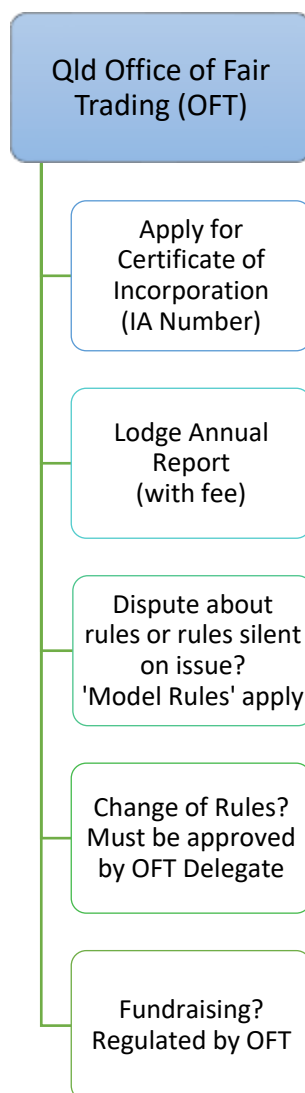 Qld Office of Fair
Trading (OFT)
Apply for
Certificate of
Incorporation
(IA Number)
Lodge Annual
Report
(with fee)
Dispute about
rules or rules silent
on issue?
'Model Rules' apply
Change of Rules?
Must be approved
by OFT Delegate
Fundraising?
Regulated by OFT